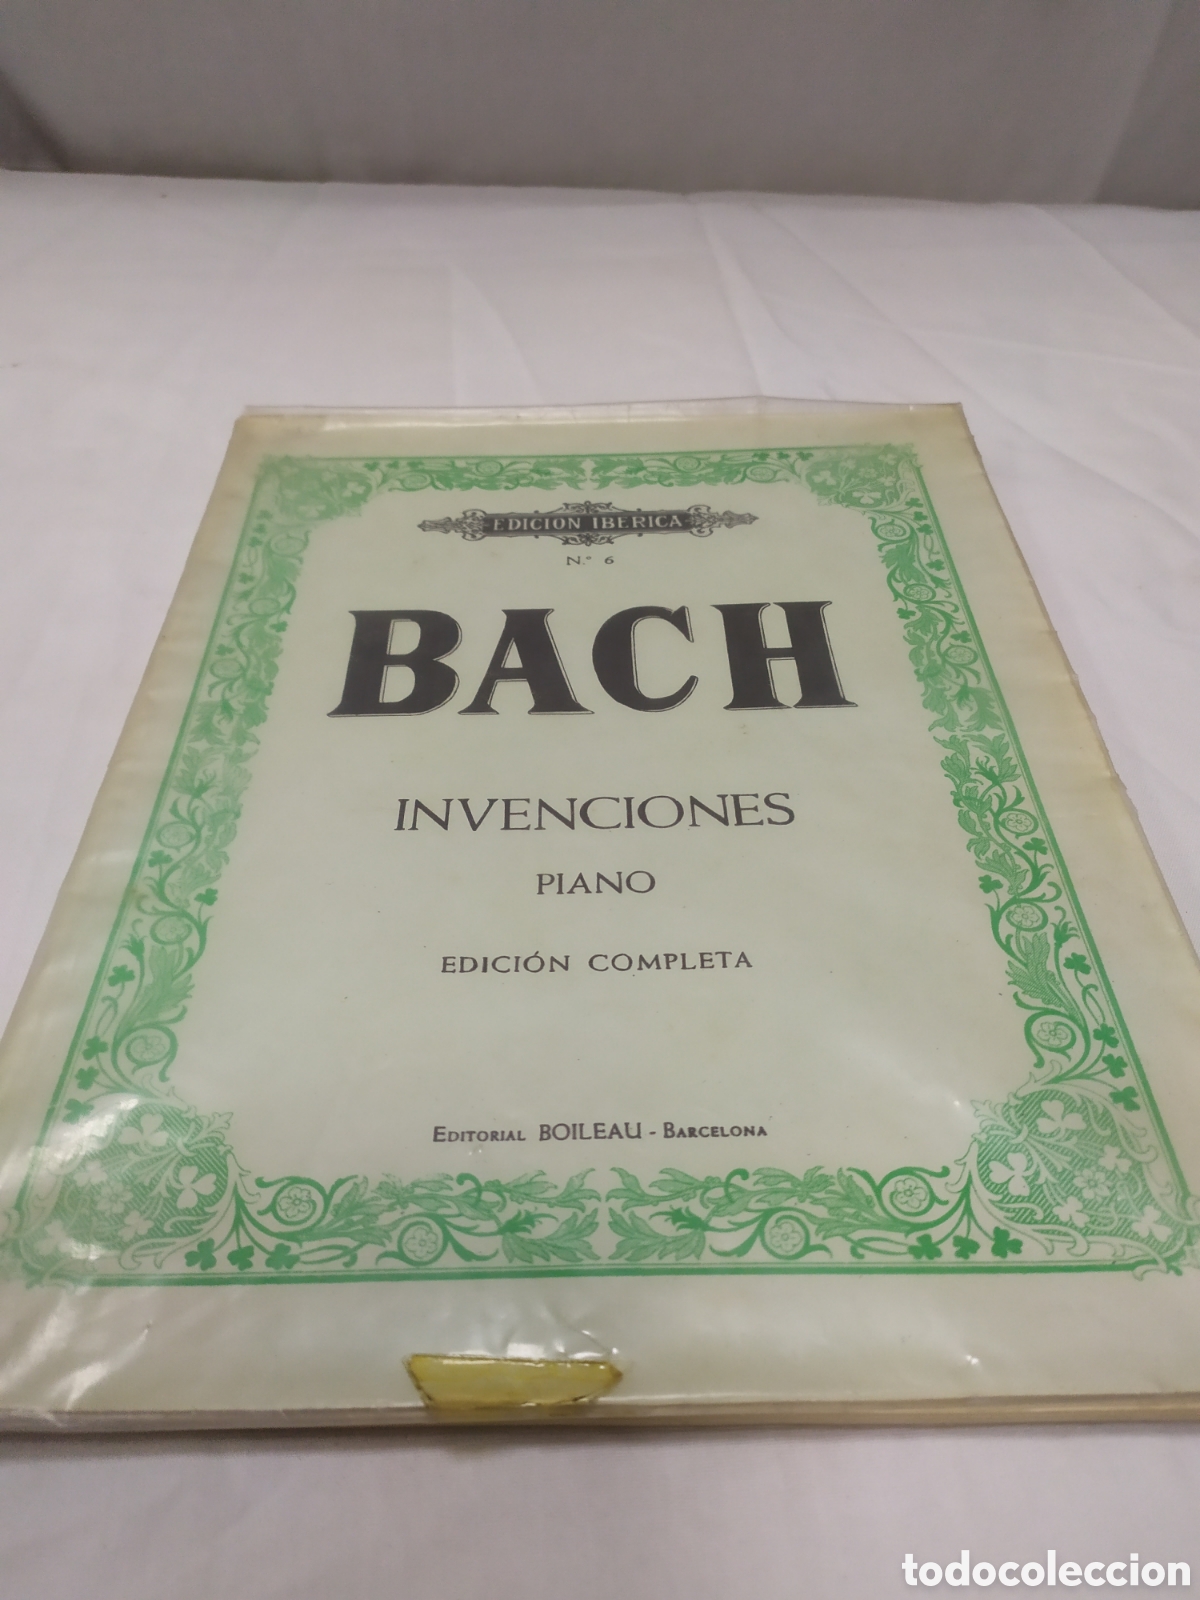 EDICION IBERICA
N.º 6
BACH
INVENCIONES
PIANO
EDICIÓN COMPLETA
EDITORIAL BOILEAU - BARCELONA
todocoleccion